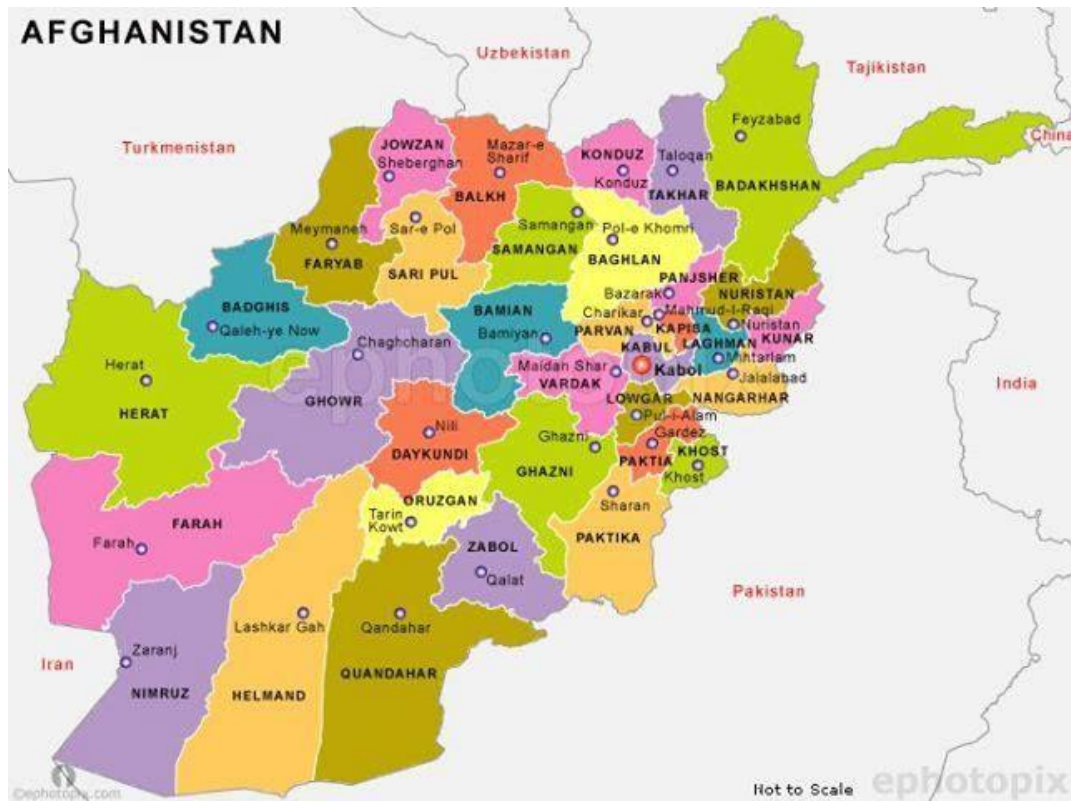 AFGHANISTAN
Uzbekistan
Tajikistan
Turkmenistan
China
JOWZAN
Sheberghan
Mazar-e
Sharif
BALKH
KONDUZ
Konduz
Taloqan
TAKHAR
Feyzabad
BADAKHSHAN
Meymaneh
FARYAB
Sar-e Pol
SARI PUL
Samangan
SAMANGAN
Pol-e Khomri
BAGHLAN
PANJSHER
Bazarak
NURISTAN
Nuristan
BADGHIS
Qaleh-ye Now
BAMIAN
Bamiyan
Charikar
Mahmud-I-Raqi
PARVAN
KAPISA
KABUL
Kabol
LAGHMAN
Mihtarlam
KUNAR
Chaghcharan
GHOWR
Herat
HERAT
Maidan Shar
VARDAK
Jalalabad
NANGARHAR
LOWGAR
Pul-i-Alam
India
Nili
DAYKUNDI
Ghazni
GHAZNI
Gardez
PAKTIA
KHOST
Khost
ORUZGAN
Tarin
Kowt
Sharan
PAKTIKA
FARAH
Farah
ZABOL
Qalat
Pakistan
Lashkar Gah
Qandahar
Iran
Zaranj
NIMRUZ
HELMAND
QUANDAHAR
©ephotopix.com
Not to Scale
ephotopix